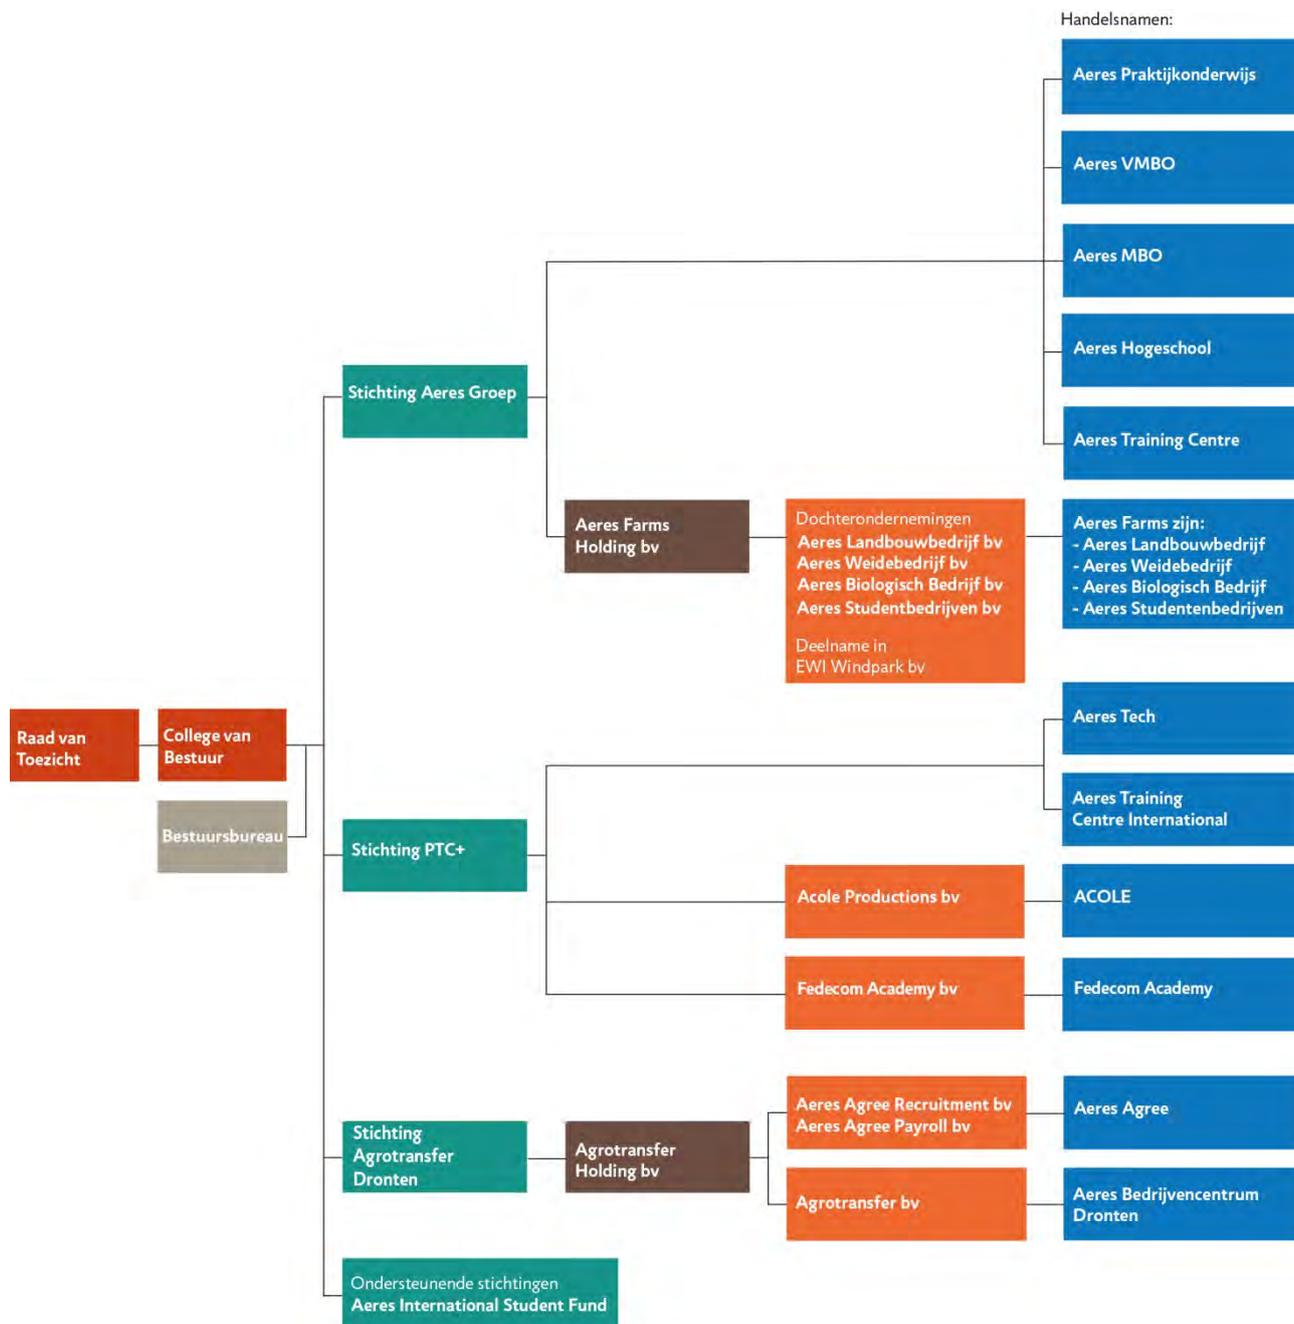 Handelsnamen:
Aeres Praktijkonderwijs
Aeres VMBO
Aeres MBO
Aeres Hogeschool
Stichting Aeres Groep
Aeres Training Centre
Aeres Farms
Holding bv
Dochterondernemingen
Aeres Landbouwbedrijf bv
Aeres Weidebedrijf bv
Aeres Biologisch Bedrijf bv
Aeres Studentbedrijven bv
Deelname in
EWI Windpark bv
Aeres Farms zijn:
- Aeres Landbouwbedrijf
- Aeres Weidebedrijf
- Aeres Biologisch Bedrijf
- Aeres Studentenbedrijven
Raad van
Toezicht
College van
Bestuur
Bestuursbureau
Aeres Tech
Aeres Training
Centre International
Stichting PTC+
Acole Productions bv
ACOLE
Fedecom Academy bv
Fedecom Academy
Stichting
Agrotransfer
Dronten
Agrotransfer
Holding bv
Aeres Agree Recruitment bv
Aeres Agree Payroll bv
Aeres Agree
Agrotransfer bv
Aeres Bedrijvencentrum
Dronten
Ondersteunende stichtingen
Aeres International Student Fund